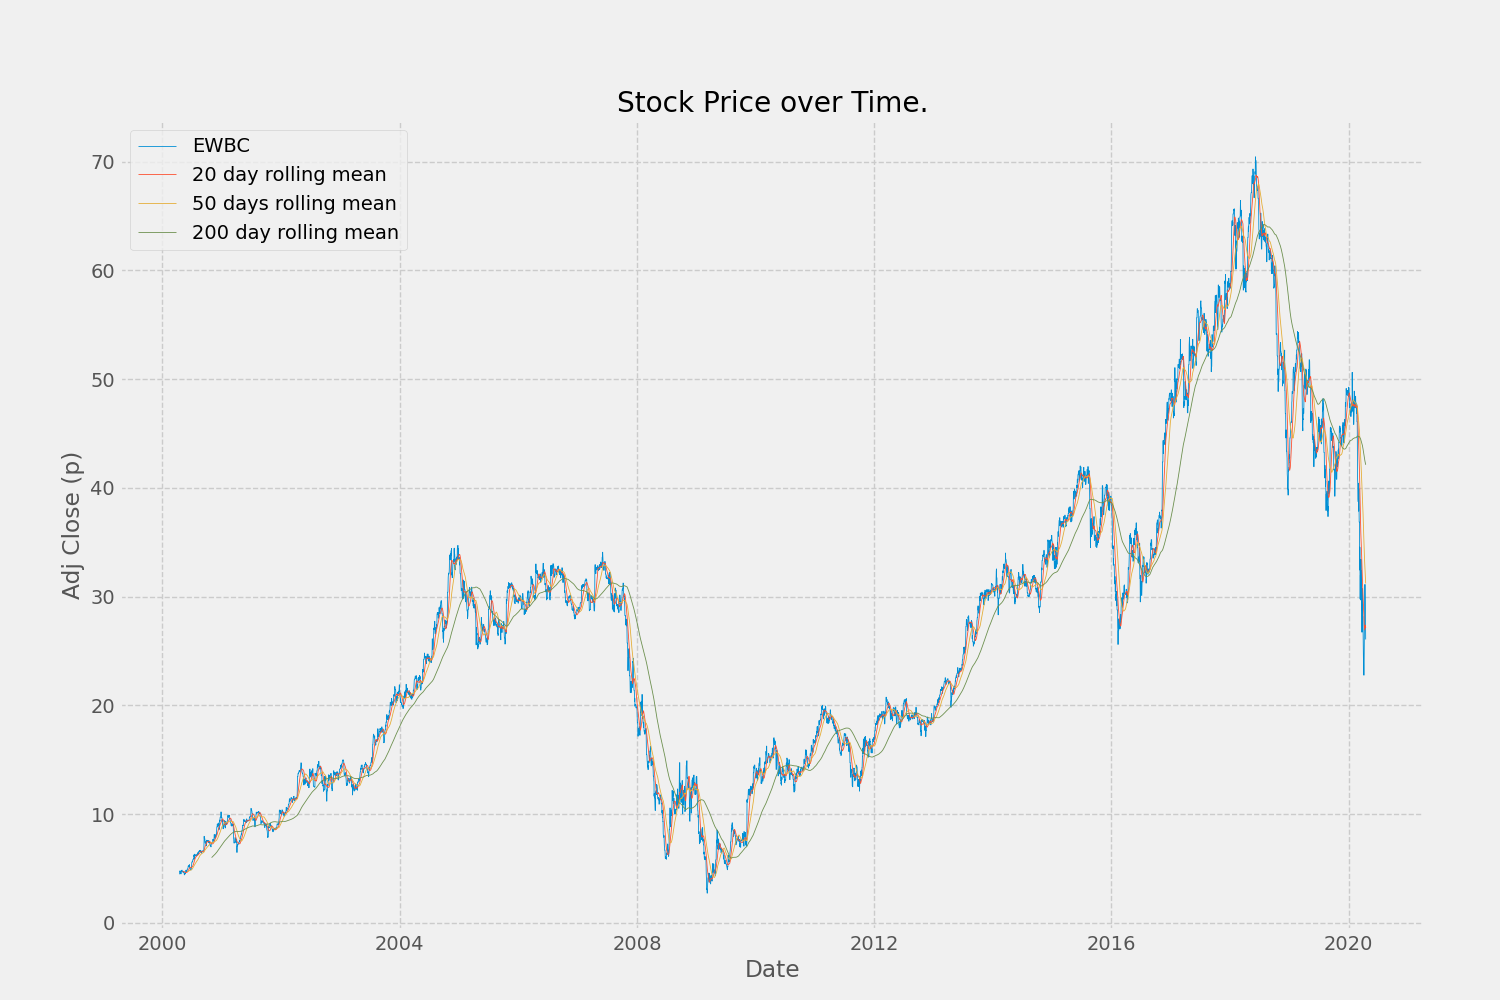 Stock Price over Time.
EWBC
20 day rolling mean
50 days rolling mean
200 day rolling mean
Adj Close (p)
70
60
50
40
30
20
10
0
2000 2004 2008 2012 2016 2020
Date